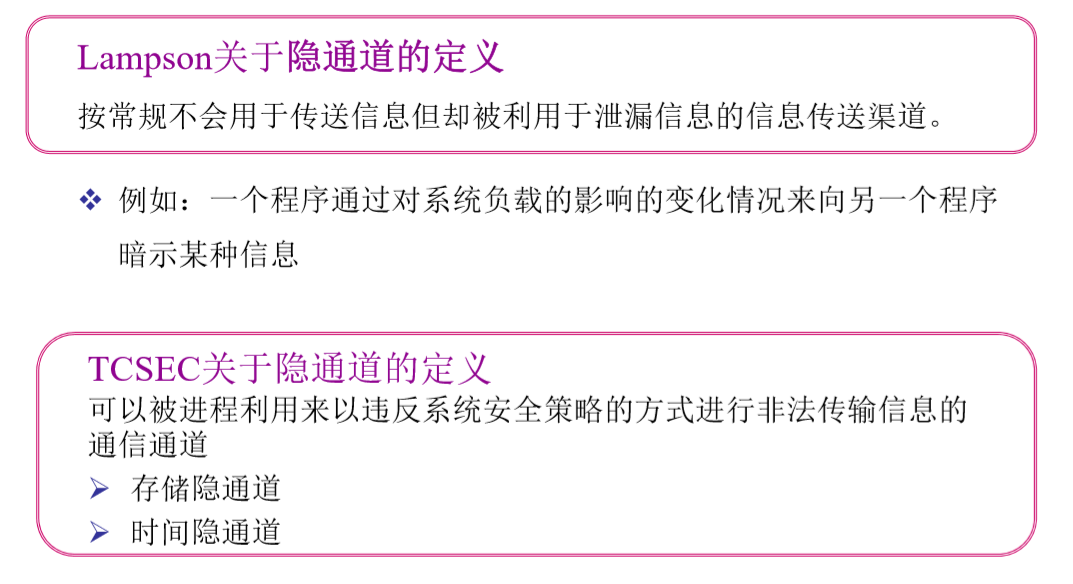 Lampson关于隐通道的定义
按常规不会用于传送信息但却被利用于泄漏信息的信息传送渠道。
例如：一个程序通过对系统负载的影响的变化情况来向另一个程序
暗示某种信息
TCSEC关于隐通道的定义
可以被进程利用来以违反系统安全策略的方式进行非法传输信息的
通信通道
存储隐通道
时间隐通道